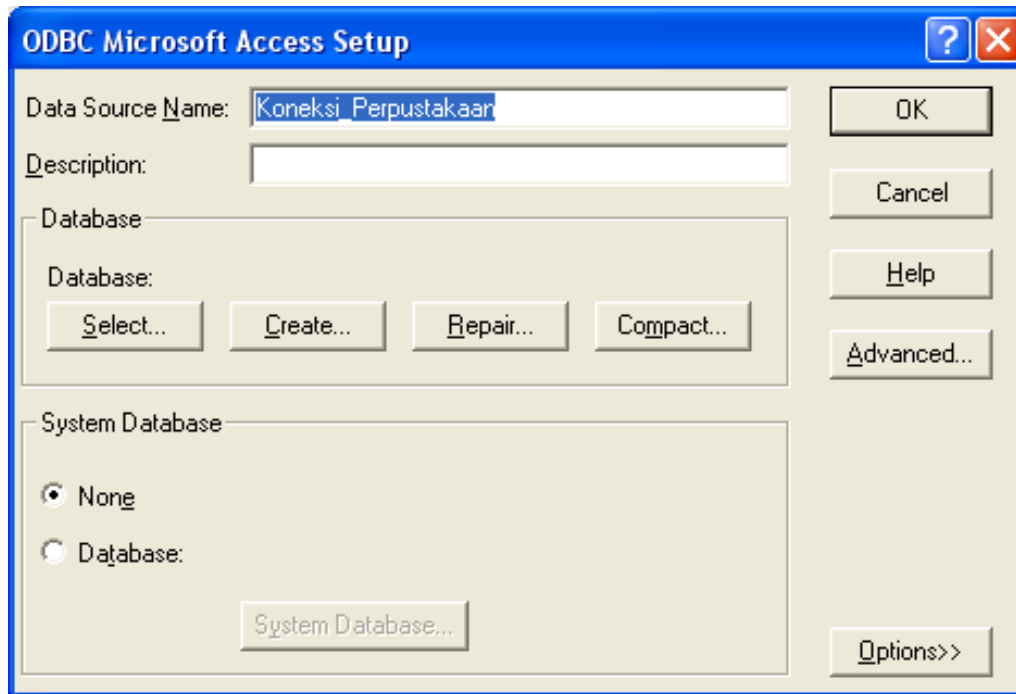 ODBC Microsoft Access Setup
Data Source Name: Koneksi_Perpustakaan
OK
Description:
Cancel
Database
Database:
Help
Select... Create... Repair... Compact...
Advanced...
System Database
None
Database:
System Database...
Options>>